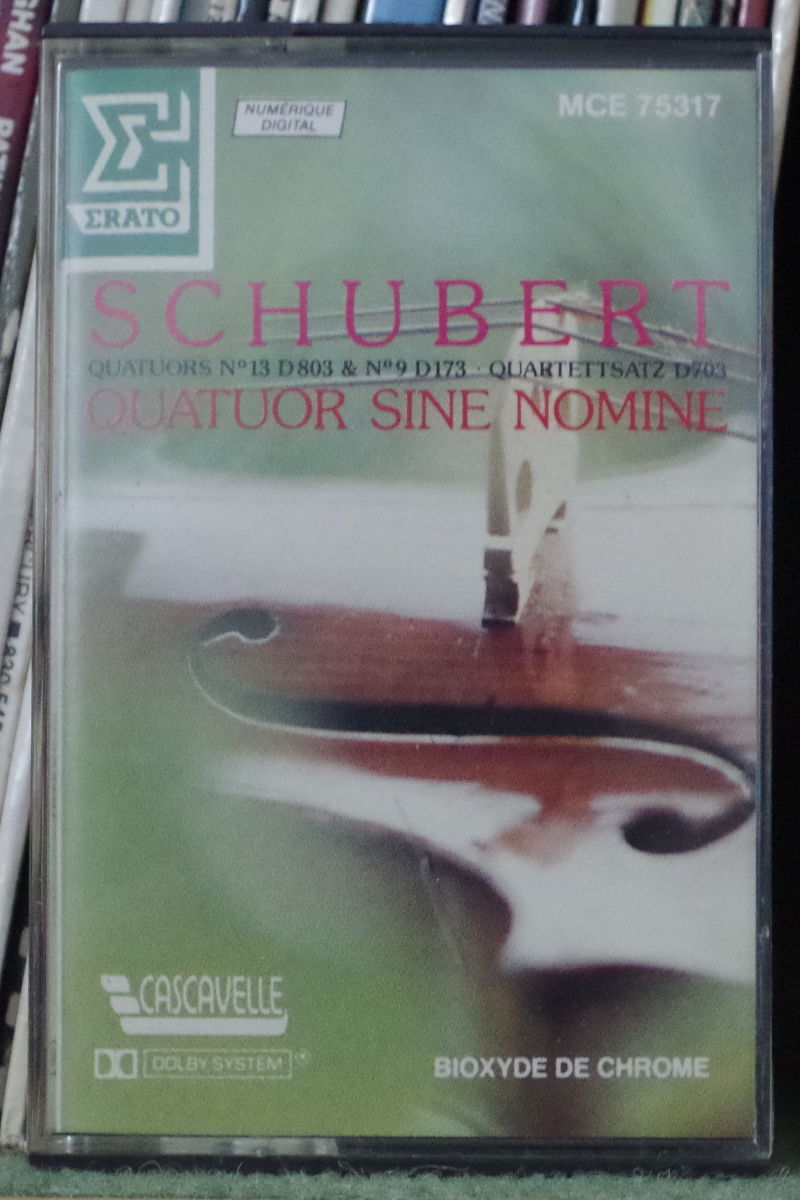 NUMÉRIQUE
DIGITAL
MCE 75317
ΣRATO
SCHUBERT
QUATUORS Nº13 D803 & Nº9 D173 · QUARTETTSATZ D703
QUATUOR SINE NOMINE
CASCAVELLE
DOLBY SYSTEM
BIOXYDE DE CHROME